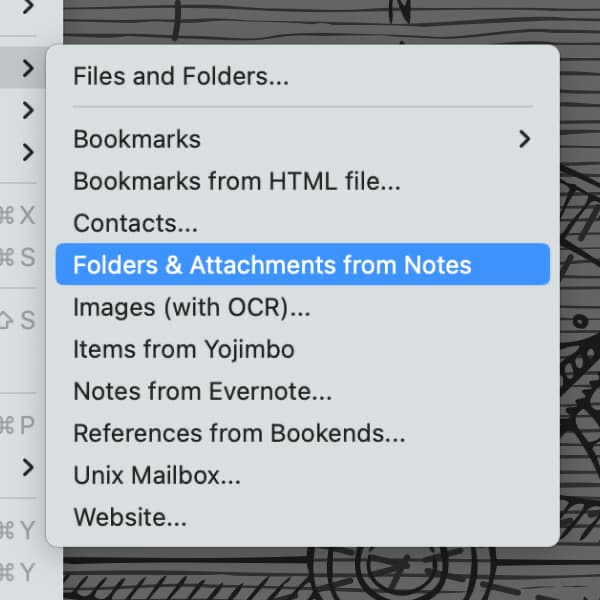 Files and Folders...
Bookmarks
Bookmarks from HTML file...
Contacts...
Folders & Attachments from Notes
⌘X
⌘S
Images (with OCR)...
⇧ S
Items from Yojimbo
Notes from Evernote...
⌘P
References from Bookends...
Unix Mailbox...
Website...
⌘Y
⌘Y